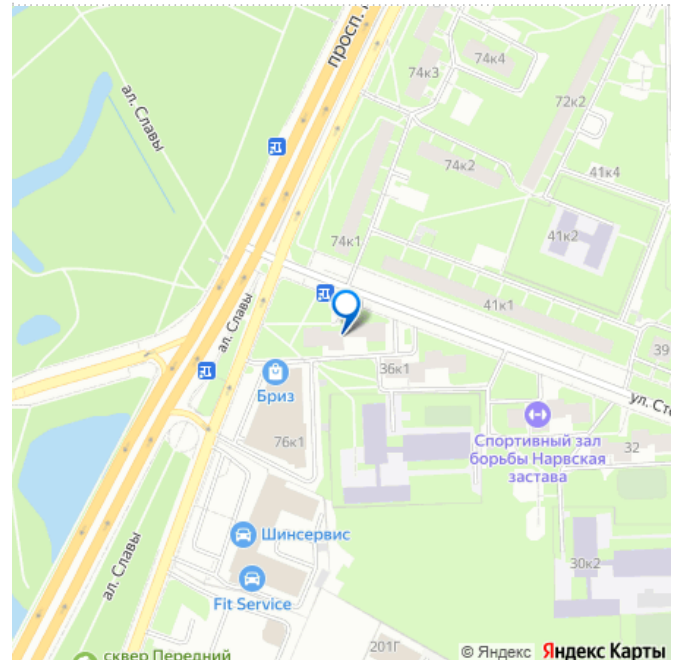 просп.
74к4
74к3
ал. Славы
72к2
74к2
41к4
41к2
74к1
41к1
ал. Славы
39
36к1
Бриз
ул. Ст
76к1
Спортивный зал
борьбы Нарвская
застава
32
Шинсервис
30к2
ал. Славы
Fit Service
201Г
сквер Передний
© Яндекс Яндекс Карты